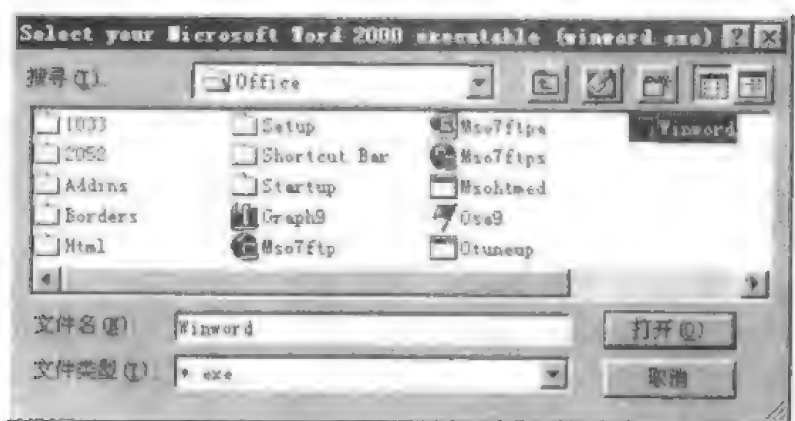 Select your Microsoft Word 2000 executable (winword.exe)
搜寻(I) Office
1033 Setup Mso7ftpa Winword
2052 Shortcut Bar Mso7ftps
Addins Startup Msohtmed
Borders Graph9 Osa9
Html Mso7ftp Otuneup
文件名(N) Winword 打开(O)
文件类型(T): *.exe 取消